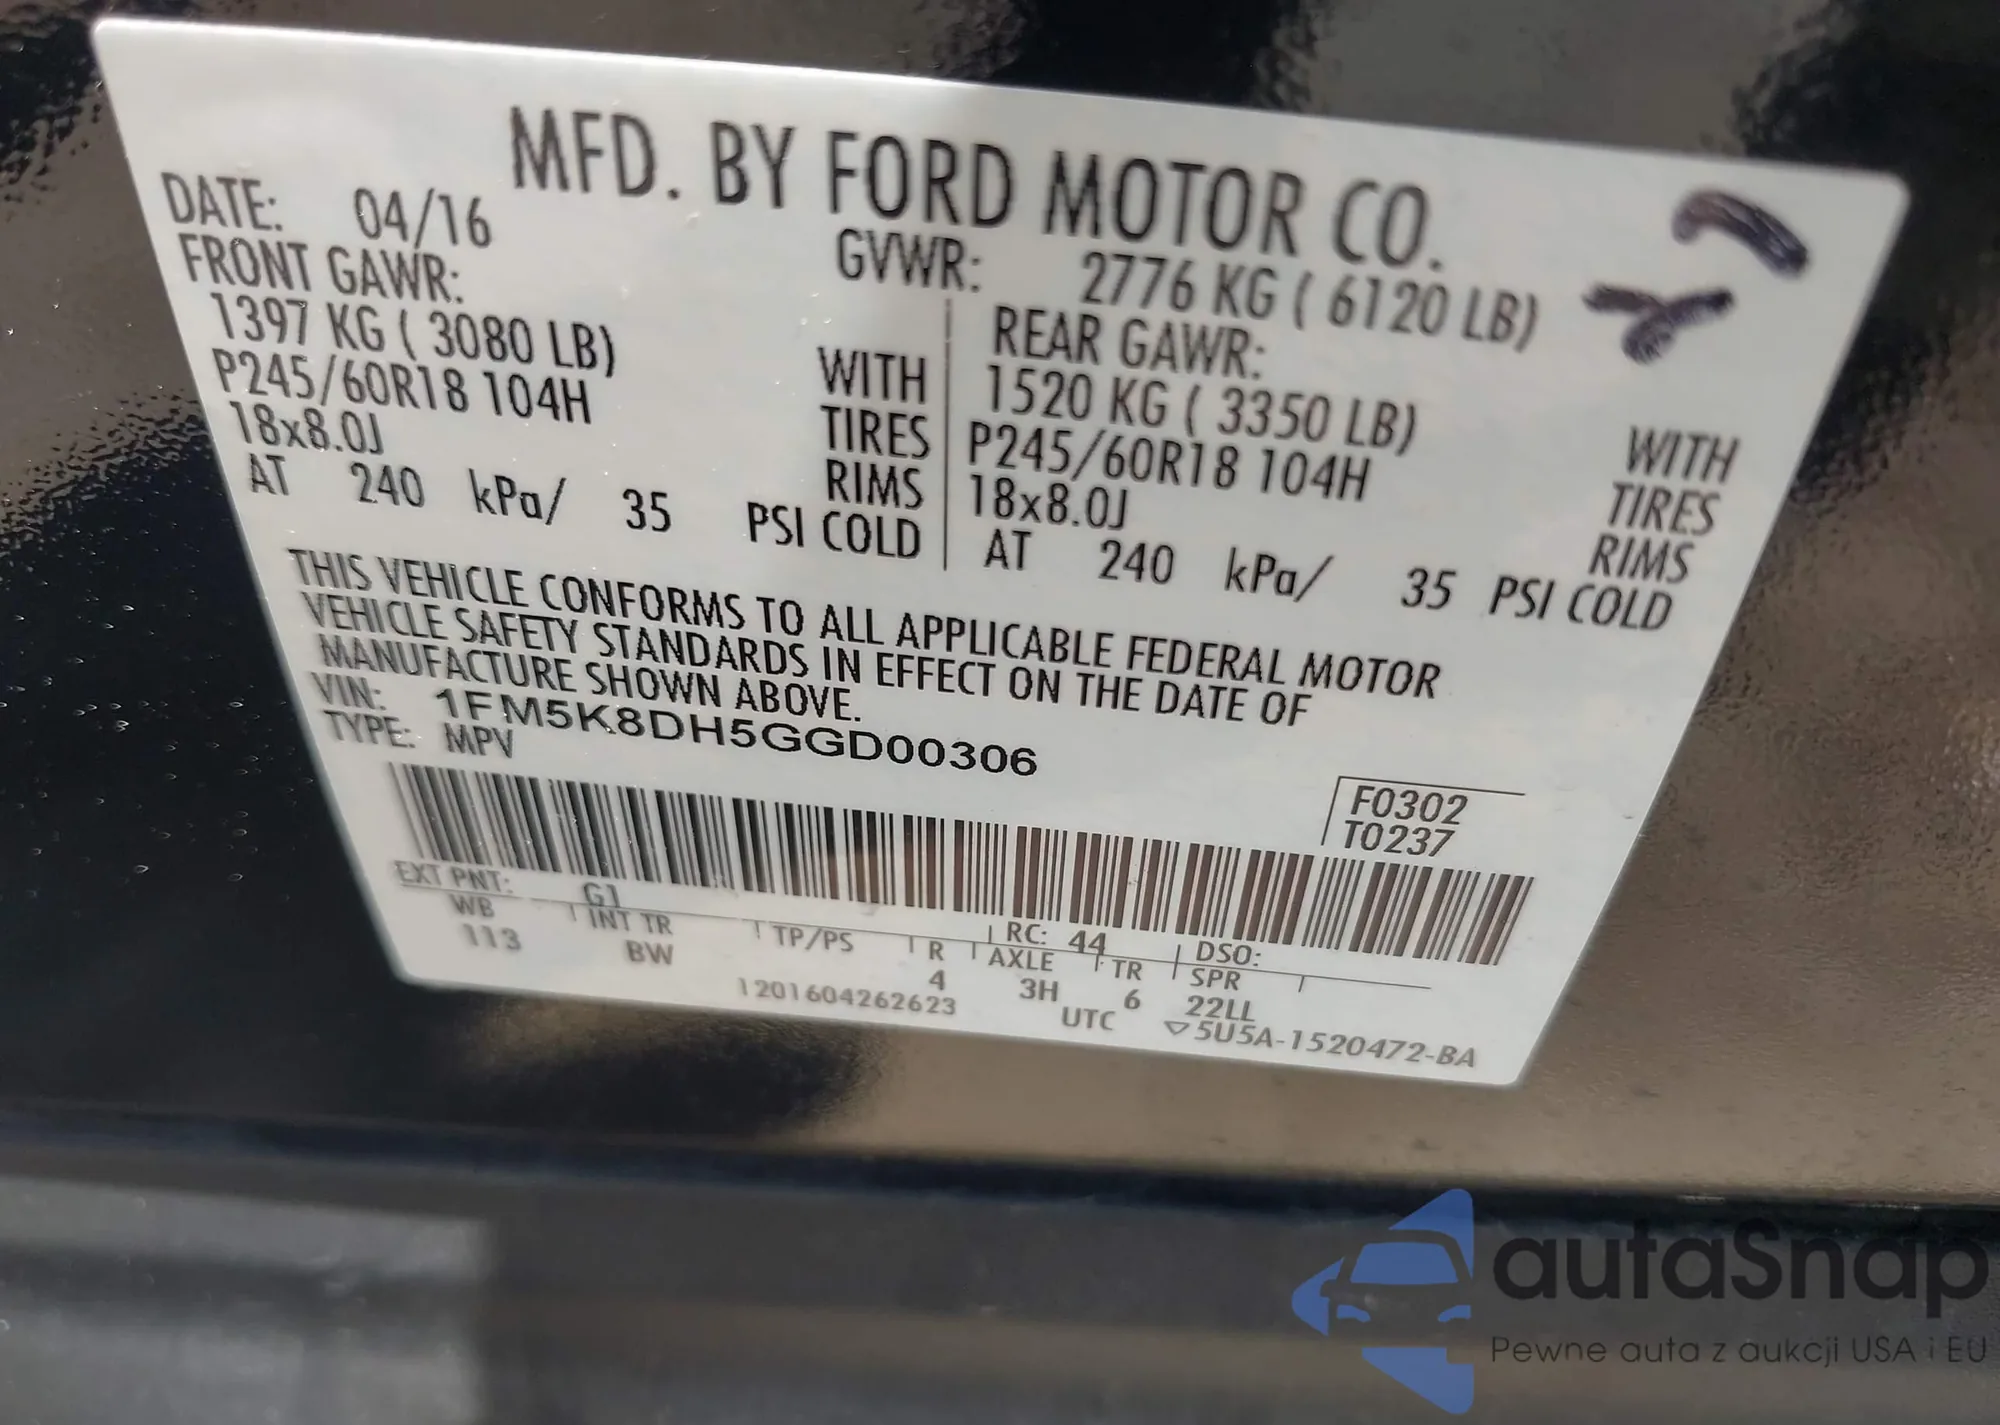 MFD. BY FORD MOTOR CO.
DATE: 04/16 GVWR: 2776 KG ( 6120 LB)
FRONT GAWR: REAR GAWR:
1397 KG ( 3080 LB) WITH 1520 KG ( 3350 LB) WITH
P245/60R18 104H TIRES P245/60R18 104H TIRES
18x8.0J RIMS 18x8.0J RIMS
AT 240 kPa/ 35 PSI COLD AT 240 kPa/ 35 PSI COLD
THIS VEHICLE CONFORMS TO ALL APPLICABLE FEDERAL MOTOR
VEHICLE SAFETY STANDARDS IN EFFECT ON THE DATE OF
MANUFACTURE SHOWN ABOVE.
VIN: 1FM5K8DH5GGD00306
TYPE: MPV
F0302
T0237
EXT PNT: G1 RC: 44 DSO:
WB INT TR TP/PS R AXLE TR SPR
113 BW 4 3H 6 22LL
1201604262623 UTC ▽5U5A-1520472-BA
autaSnap
Pewne auta z aukcji USA i EU